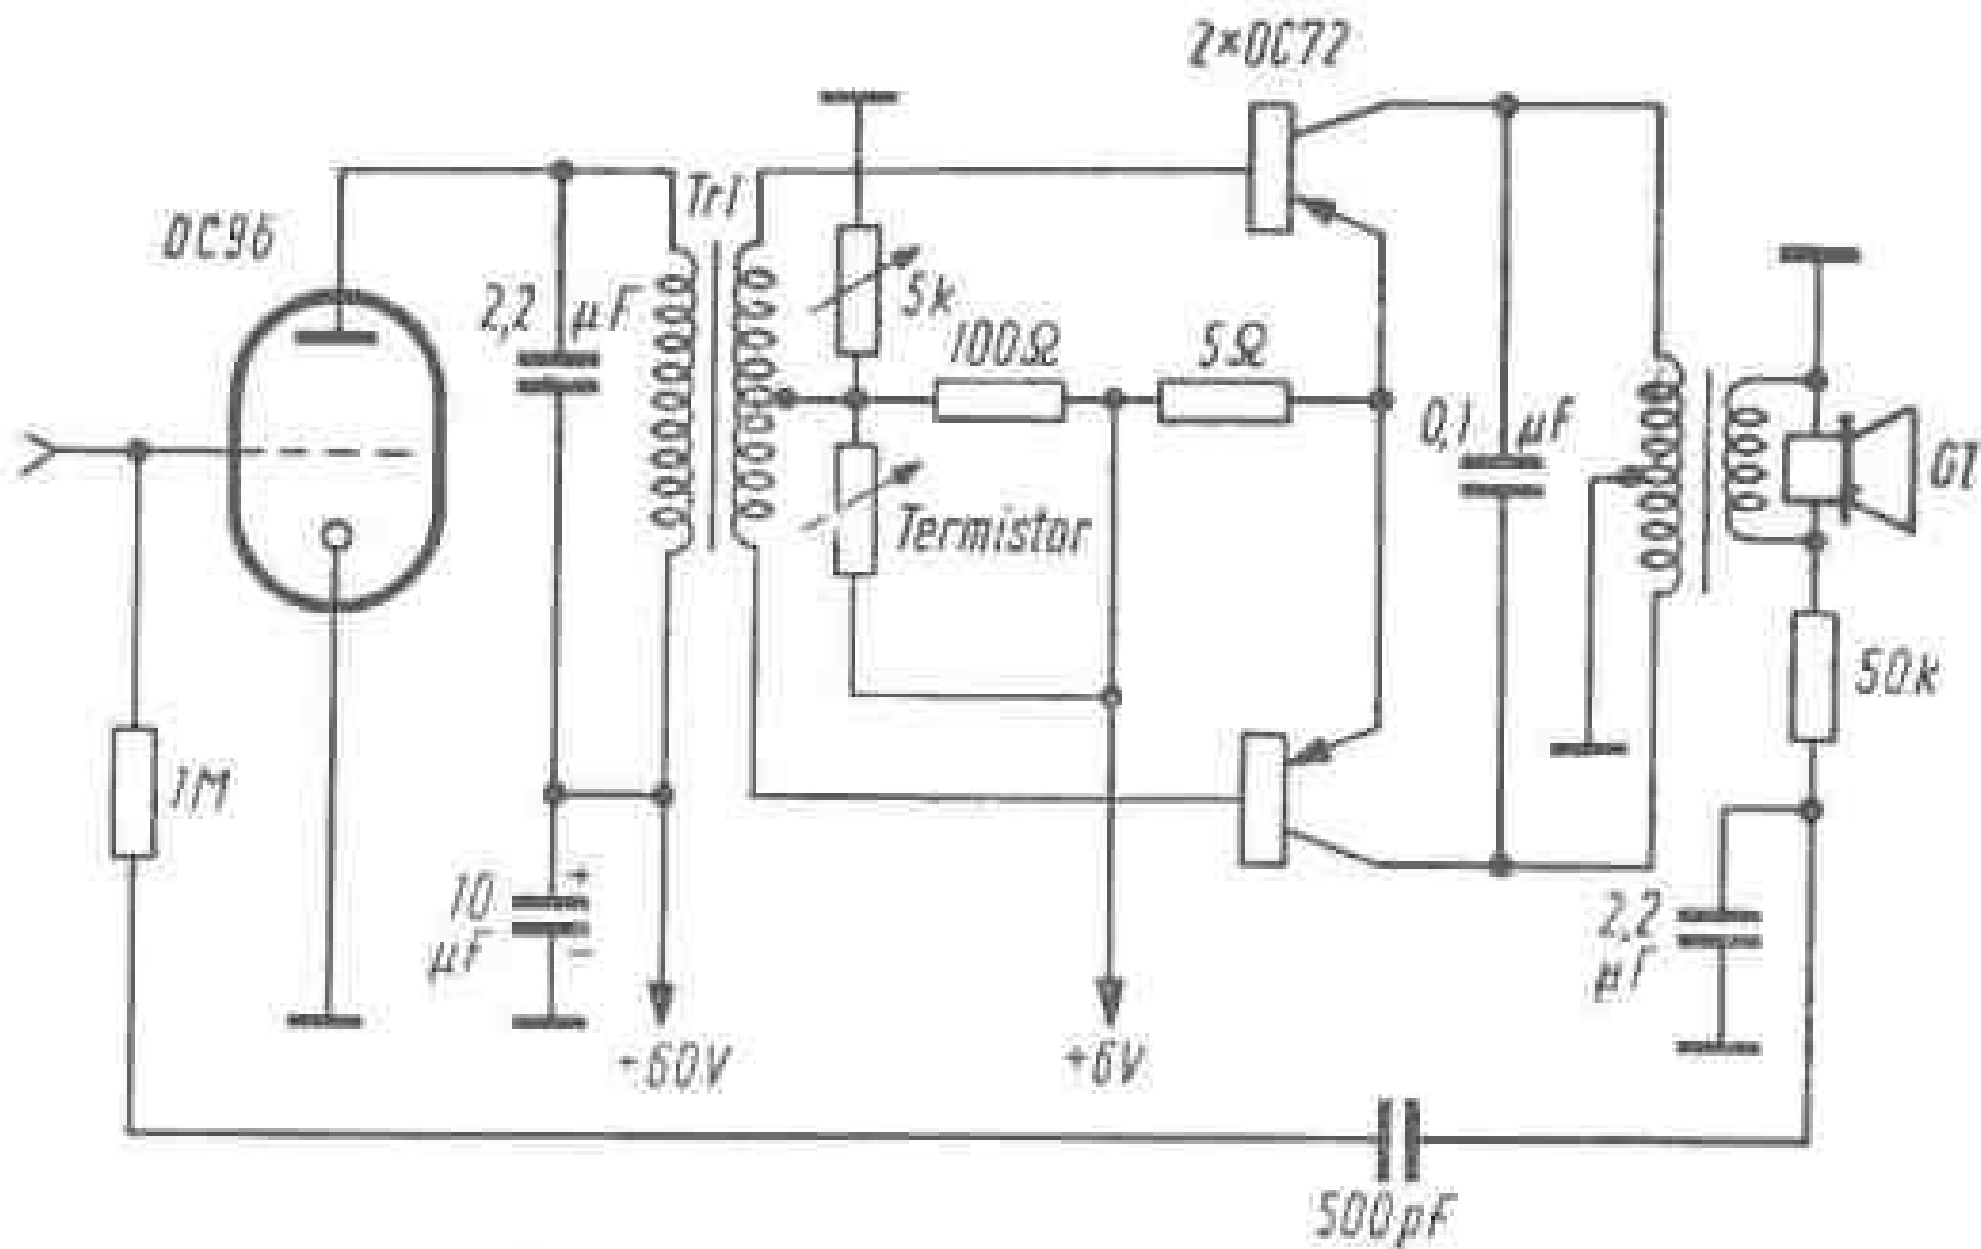 2×OC72
Tr1
DC96
2,2 µF
5k
100Ω
5Ω
0,1 µF
Gł
Termistor
50k
1M
10
µF
+
−
2,2
µF
+60V
+6V
500pF